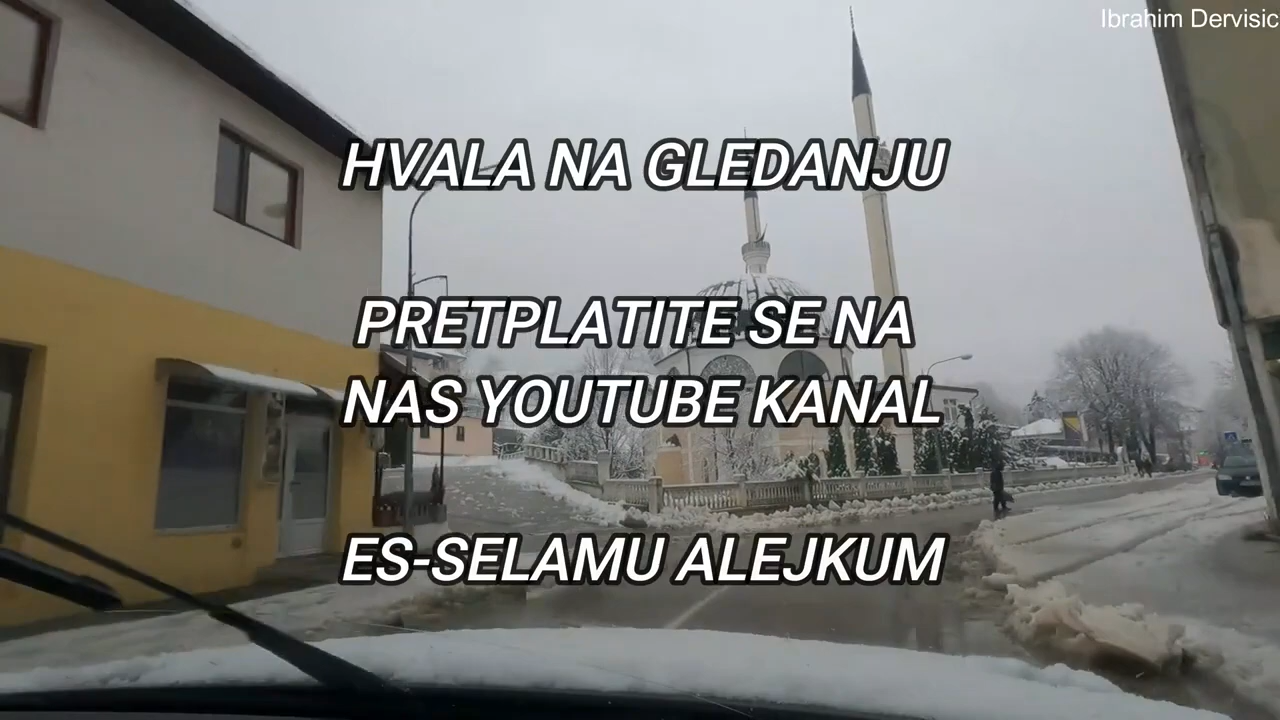 Ibrahim Dervisic
HVALA NA GLEDANJU
PRETPLATITE SE NA
NAS YOUTUBE KANAL
ES-SELAMU ALEJKUM